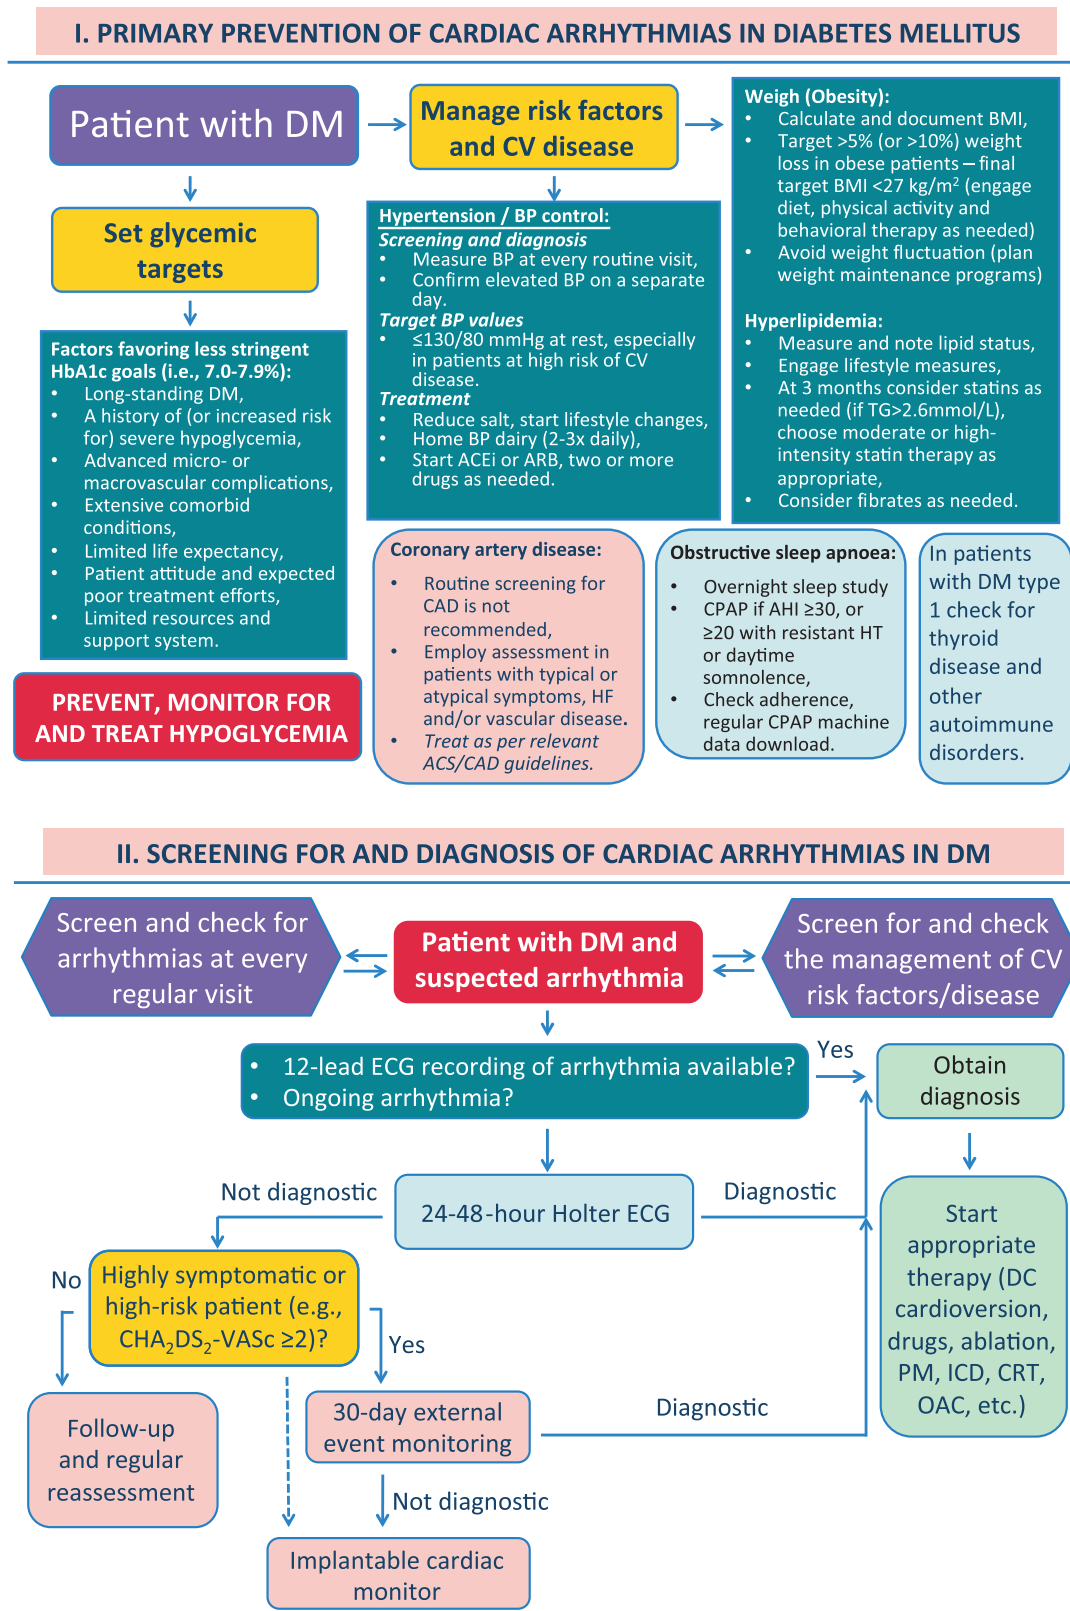 I. PRIMARY PREVENTION OF CARDIAC ARRHYTHMIAS IN DIABETES MELLITUS
Patient with DM
Manage risk factors
and CV disease
Set glycemic
targets
Factors favoring less stringent
HbA1c goals (i.e., 7.0-7.9%):
• Long-standing DM,
• A history of (or increased risk
for) severe hypoglycemia,
• Advanced micro- or
macrovascular complications,
• Extensive comorbid
conditions,
• Limited life expectancy,
• Patient attitude and expected
poor treatment efforts,
• Limited resources and
support system.
PREVENT, MONITOR FOR
AND TREAT HYPOGLYCEMIA
Hypertension / BP control:
Screening and diagnosis
• Measure BP at every routine visit,
• Confirm elevated BP on a separate
day.
Target BP values
• ≤130/80 mmHg at rest, especially
in patients at high risk of CV
disease.
Treatment
• Reduce salt, start lifestyle changes,
• Home BP dairy (2-3x daily),
• Start ACEi or ARB, two or more
drugs as needed.
Weigh (Obesity):
• Calculate and document BMI,
• Target >5% (or >10%) weight
loss in obese patients – final
target BMI <27 kg/m² (engage
diet, physical activity and
behavioral therapy as needed)
• Avoid weight fluctuation (plan
weight maintenance programs)
Hyperlipidemia:
• Measure and note lipid status,
• Engage lifestyle measures,
• At 3 months consider statins as
needed (if TG>2.6mmol/L),
choose moderate or high-
intensity statin therapy as
appropriate,
• Consider fibrates as needed.
Coronary artery disease:
• Routine screening for
CAD is not
recommended,
• Employ assessment in
patients with typical or
atypical symptoms, HF
and/or vascular disease.
• Treat as per relevant
ACS/CAD guidelines.
Obstructive sleep apnoea:
• Overnight sleep study
• CPAP if AHI ≥30, or
≥20 with resistant HT
or daytime
somnolence,
• Check adherence,
regular CPAP machine
data download.
In patients
with DM type
1 check for
thyroid
disease and
other
autoimmune
disorders.
II. SCREENING FOR AND DIAGNOSIS OF CARDIAC ARRHYTHMIAS IN DM
Screen and check for
arrhythmias at every
regular visit
Patient with DM and
suspected arrhythmia
Screen for and check
the management of CV
risk factors/disease
• 12-lead ECG recording of arrhythmia available?
• Ongoing arrhythmia?
Yes
Obtain
diagnosis
Not diagnostic
24-48-hour Holter ECG
Diagnostic
Start
appropriate
therapy (DC
cardioversion,
drugs, ablation,
PM, ICD, CRT,
OAC, etc.)
No
Highly symptomatic or
high-risk patient (e.g.,
CHA₂DS₂-VASc ≥2)?
Yes
Follow-up
and regular
reassessment
30-day external
event monitoring
Diagnostic
Not diagnostic
Implantable cardiac
monitor